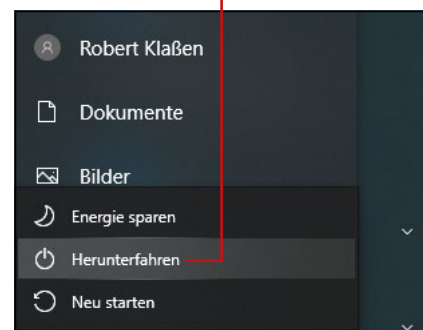 Robert Klaßen
Dokumente
Bilder
Energie sparen
Herunterfahren
Neu starten